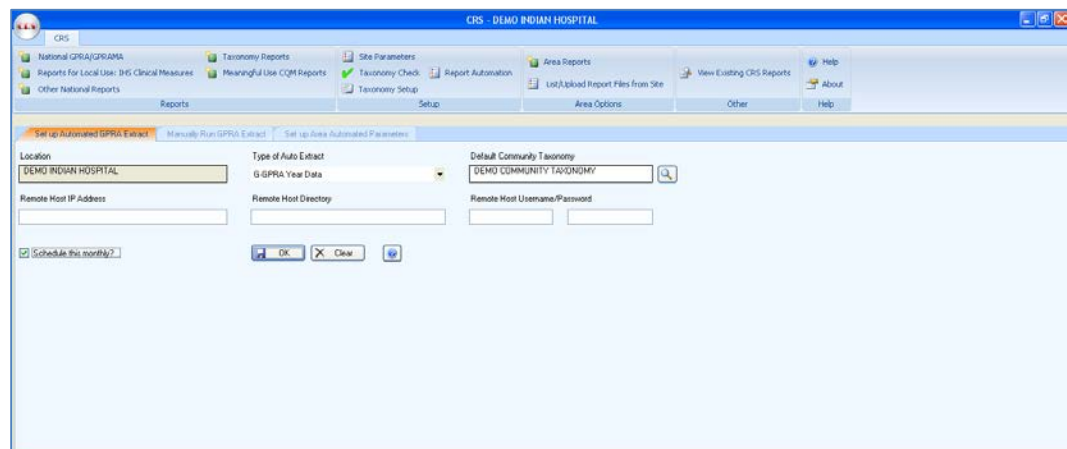 CRS - DEMO INDIAN HOSPITAL
CRS
National GPRA/GPRAMA
Reports for Local Use: IHS Clinical Measures
Other National Reports
Taxonomy Reports
Meaningful Use CQM Reports
Reports
Site Parameters
Taxonomy Check
Taxonomy Setup
Report Automation
Setup
Area Reports
List/Upload Report Files from Site
Area Options
View Existing CRS Reports
Other
Help
About
Help
Set up Automated GPRA Extract
Manually Run GPRA Extract
Set up Area Automated Parameters
Location
DEMO INDIAN HOSPITAL
Type of Auto Extract
G-GPRA Year Data
Default Community Taxonomy
DEMO COMMUNITY TAXONOMY
Remote Host IP Address
Remote Host Directory
Remote Host Username/Password
Schedule this monthly?
OK
Clear